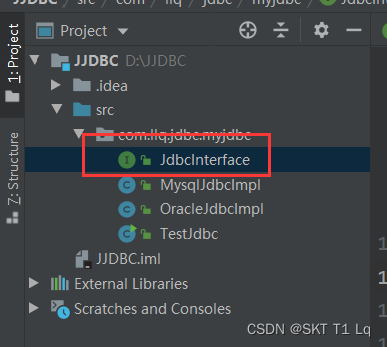 JJDBC src com llq jdbc myjdbc
Project
1: Project
JJDBC D:\JJDBC
.idea
src
com.llq.jdbc.myjdbc
JdbcInterface
MysqlJdbcImpl
OracleJdbcImpl
TestJdbc
JJDBC.iml
External Libraries
Scratches and Consoles
7: Structure
CSDN @SKT T1 Lq